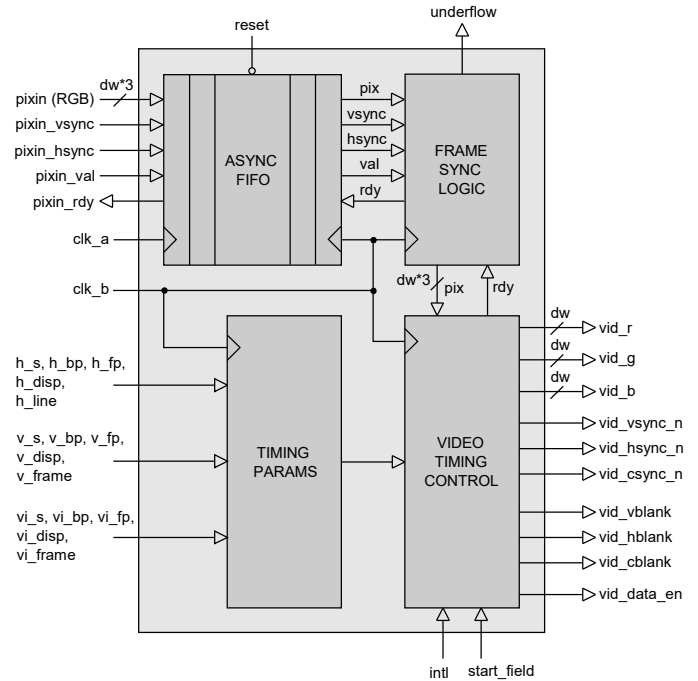 underflow
reset
dw*3
pixin (RGB)
pixin_vsync
pixin_hsync
pixin_val
pixin_rdy
clk_a
clk_b
ASYNC
FIFO
pix
vsync
hsync
val
rdy
FRAME
SYNC
LOGIC
dw*3
pix
rdy
h_s, h_bp, h_fp,
h_disp,
h_line
v_s, v_bp, v_fp,
v_disp,
v_frame
vi_s, vi_bp, vi_fp,
vi_disp,
vi_frame
TIMING
PARAMS
VIDEO
TIMING
CONTROL
dw
vid_r
dw
vid_g
dw
vid_b
vid_vsync_n
vid_hsync_n
vid_csync_n
vid_vblank
vid_hblank
vid_cblank
vid_data_en
intl
start_field